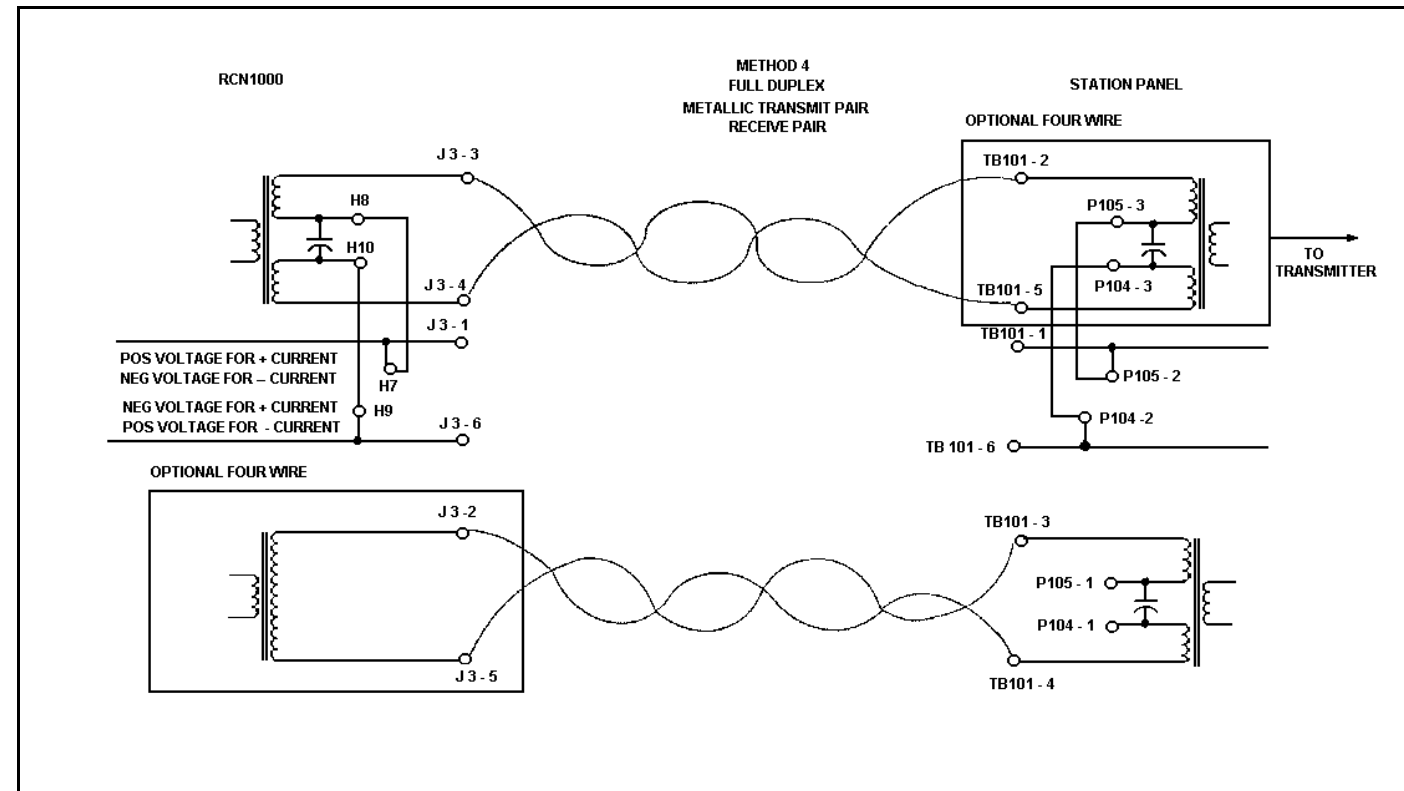 RCN1000
METHOD 4
FULL DUPLEX
METALLIC TRANSMIT PAIR
RECEIVE PAIR
STATION PANEL
OPTIONAL FOUR WIRE
J 3 - 3
TB101 - 2
H8
P105 - 3
H10
TO
TRANSMITTER
J 3 - 4
TB101 - 5
P104 - 3
J 3 - 1
TB101 - 1
POS VOLTAGE FOR + CURRENT
NEG VOLTAGE FOR – CURRENT
H7
P105 - 2
NEG VOLTAGE FOR + CURRENT
POS VOLTAGE FOR - CURRENT
H9
P104 -2
J 3 - 6
TB 101 - 6
OPTIONAL FOUR WIRE
J 3 -2
TB101 - 3
P105 - 1
P104 - 1
J 3 - 5
TB101 - 4